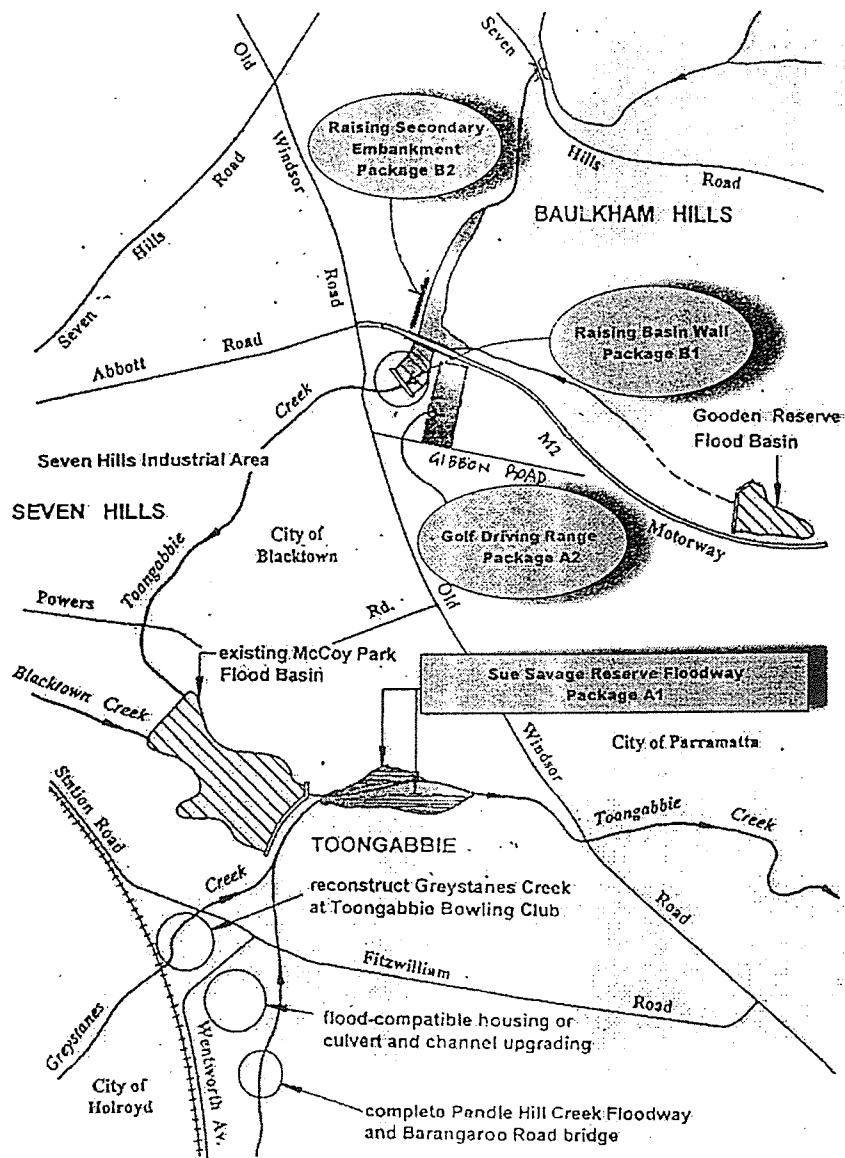 Old
Windsor
Road
Seven
Hills
Road
Raising Secondary
Embankment
Package B2
BAULKHAM HILLS
Seven
Hills
Road
Abbott
Road
Raising Basin Wall
Package B1
Creek
Gooden Reserve
Flood Basin
Seven Hills Industrial Area
M2
GIBBON ROAD
SEVEN HILLS
City of
Blacktown
Golf Driving Range
Package A2
Motorway
Toongabbie
Old
Powers
Rd.
existing McCoy Park
Flood Basin
Sue Savage Reserve Floodway
Package A1
Blacktown Creek
City of Parramatta
Windsor
Station Road
Toongabbie
Creek
TOONGABBIE
Creek
reconstruct Greystanes Creek
at Toongabbie Bowling Club
Road
Fitzwilliam
Road
Greystanes
Wentworth Av.
flood-compatible housing or
culvert and channel upgrading
City of
Holroyd
complete Pendle Hill Creek Floodway
and Barangaroo Road bridge